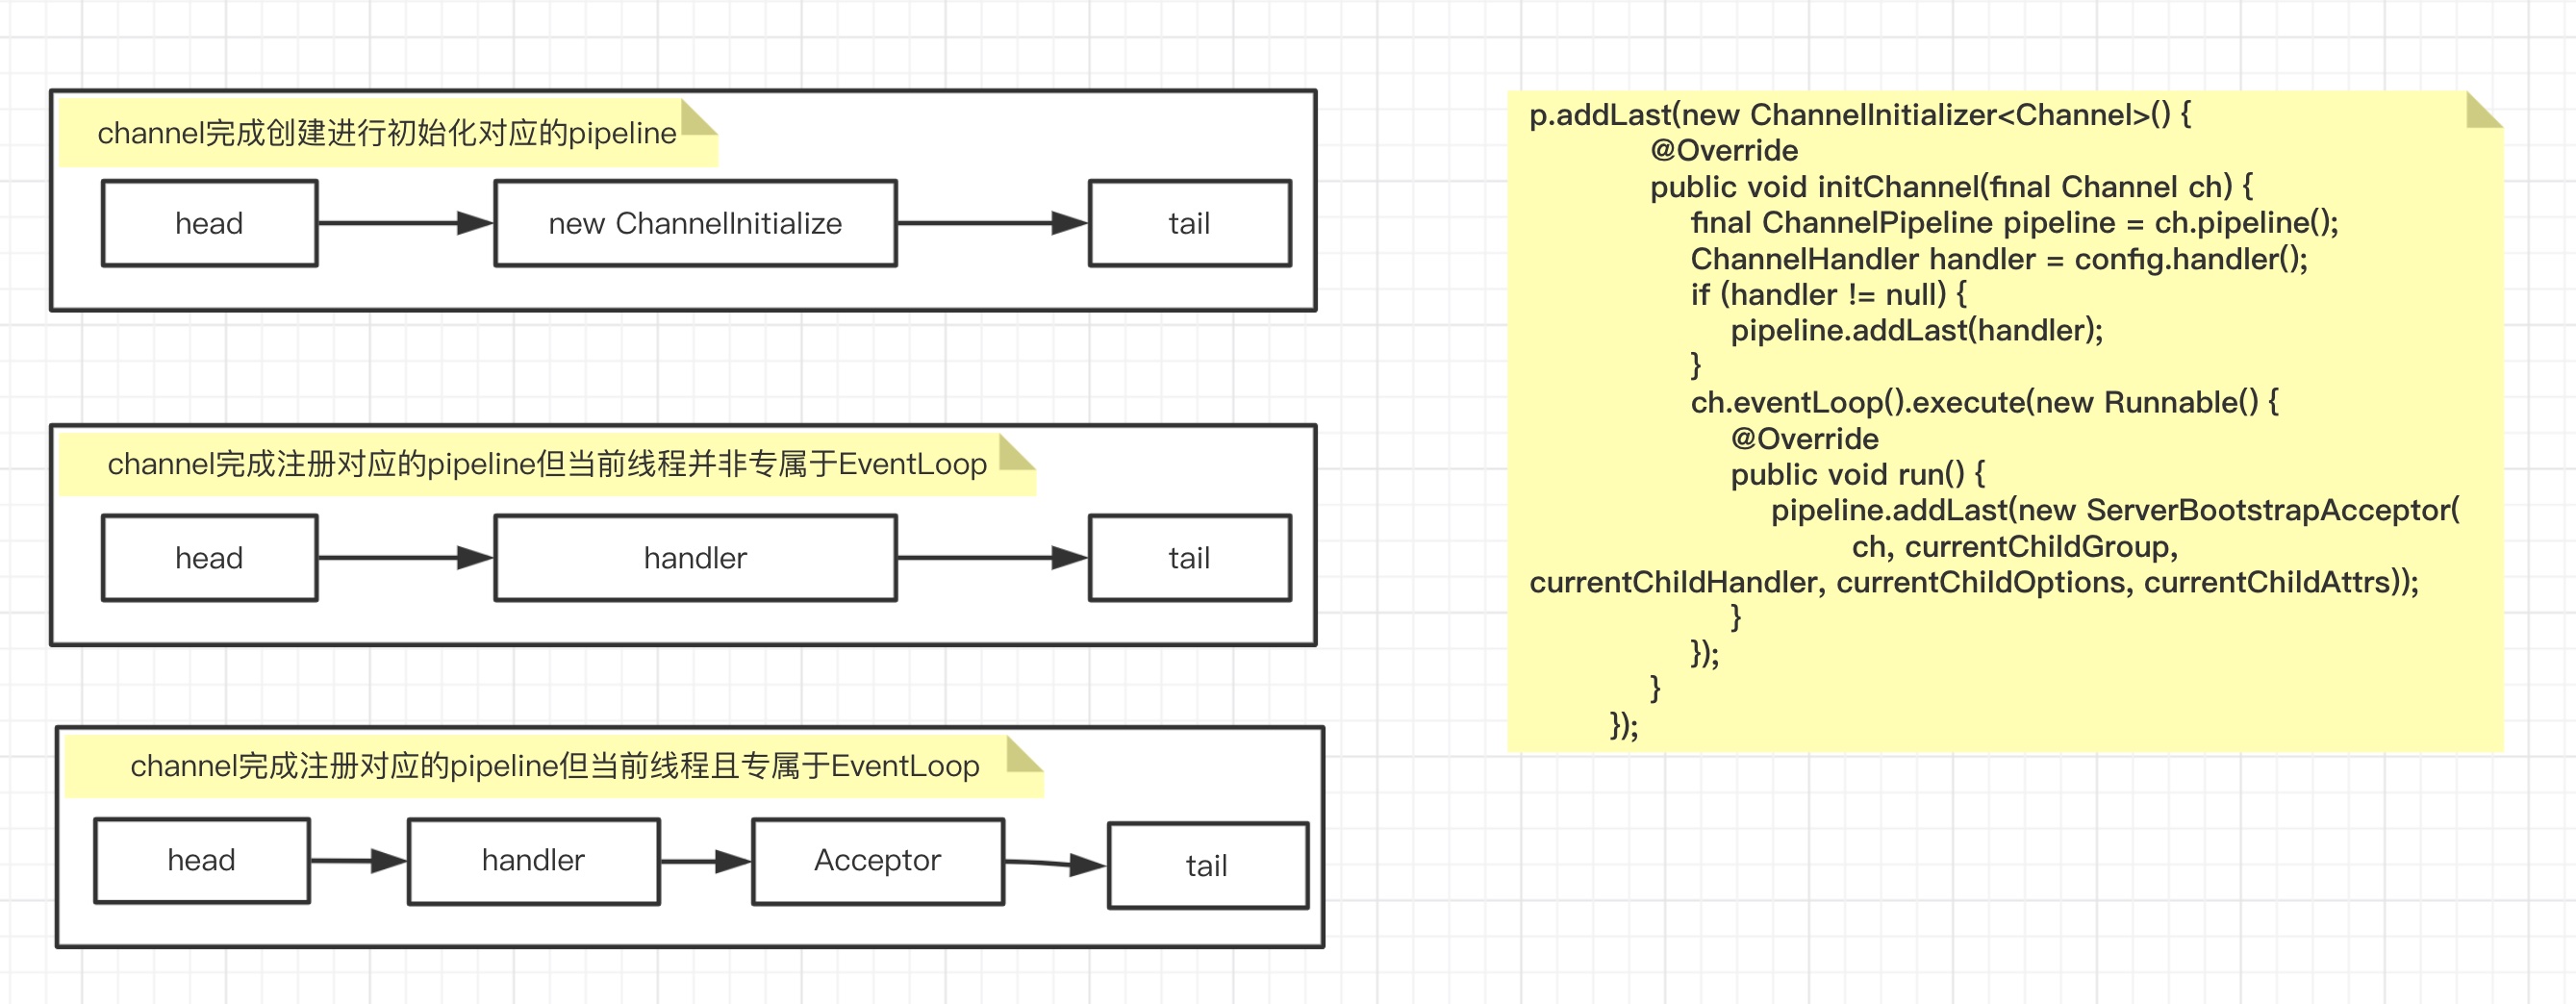 channel完成创建进行初始化对应的pipeline
head
new ChannelInitialize
tail
channel完成注册对应的pipeline但当前线程并非专属于EventLoop
head
handler
tail
channel完成注册对应的pipeline但当前线程且专属于EventLoop
head
handler
Acceptor
tail
p.addLast(new ChannelInitializer<Channel>() {
@Override
public void initChannel(final Channel ch) {
final ChannelPipeline pipeline = ch.pipeline();
ChannelHandler handler = config.handler();
if (handler != null) {
pipeline.addLast(handler);
}
ch.eventLoop().execute(new Runnable() {
@Override
public void run() {
pipeline.addLast(new ServerBootstrapAcceptor(
ch, currentChildGroup,
currentChildHandler, currentChildOptions, currentChildAttrs));
}
});
}
});